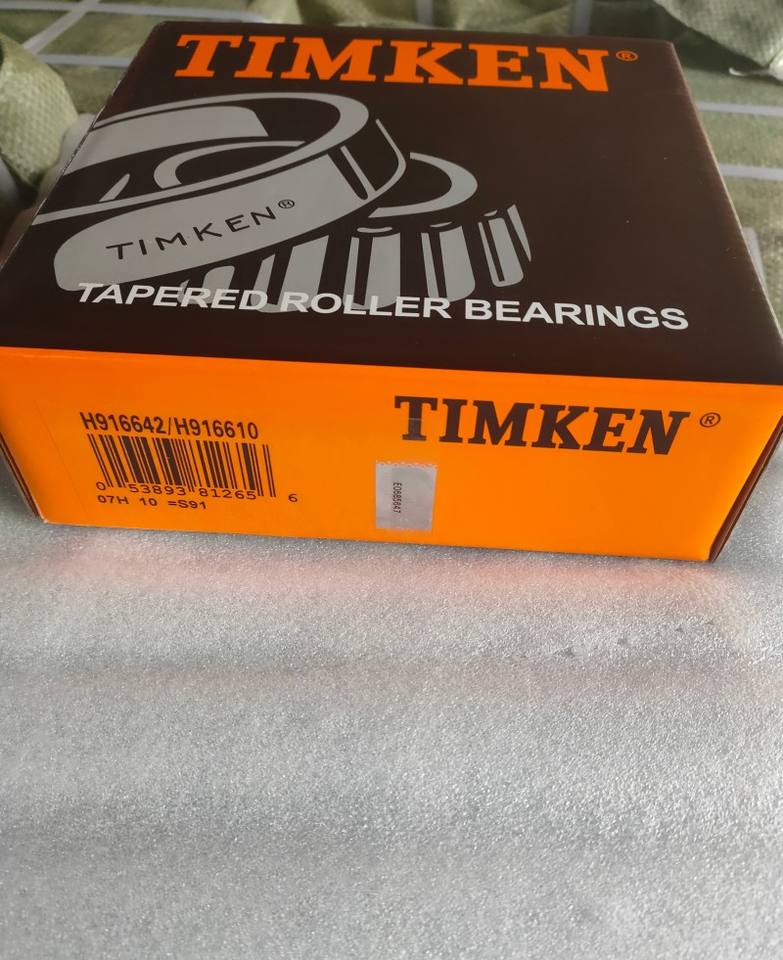 TIMKEN®
TIMKEN®
TAPERED ROLLER BEARINGS
H916642/H916610
0 53893 81265 6
07H 10 =S91
TIMKEN®